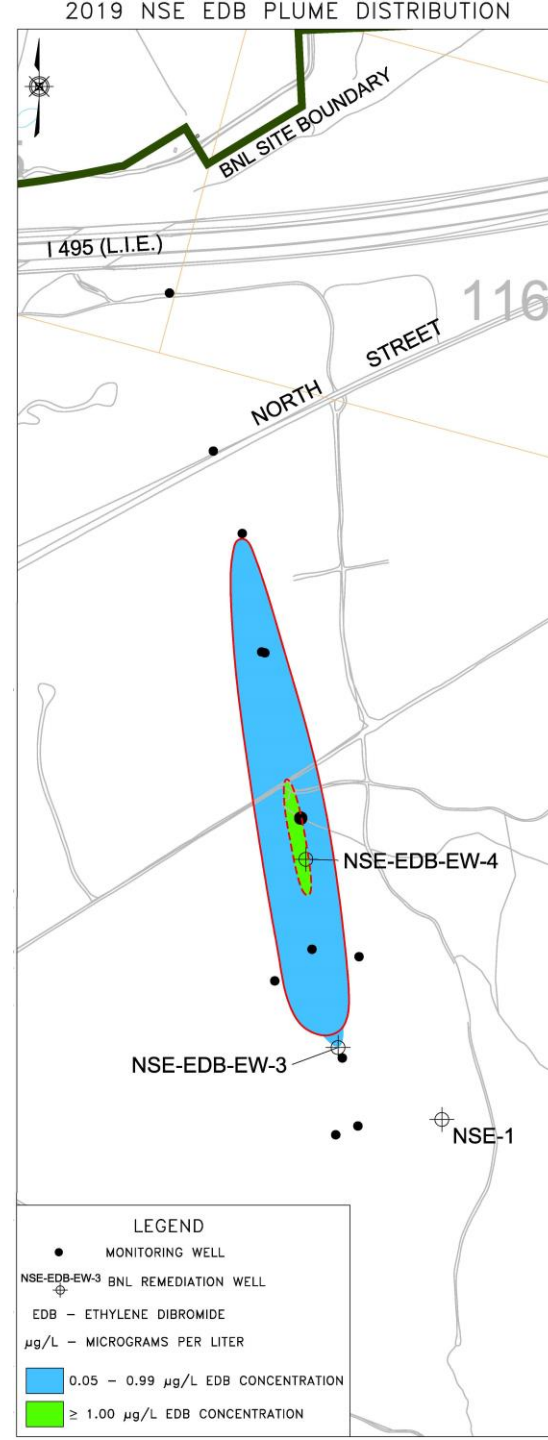 2019 NSE EDB PLUME DISTRIBUTION
BNL SITE BOUNDARY
I 495 (L.I.E.)
116
NORTH STREET
NSE-EDB-EW-4
NSE-EDB-EW-3
NSE-1
LEGEND
MONITORING WELL
NSE-EDB-EW-3 BNL REMEDIATION WELL
EDB – ETHYLENE DIBROMIDE
µg/L – MICROGRAMS PER LITER
0.05 – 0.99 µg/L EDB CONCENTRATION
≥ 1.00 µg/L EDB CONCENTRATION